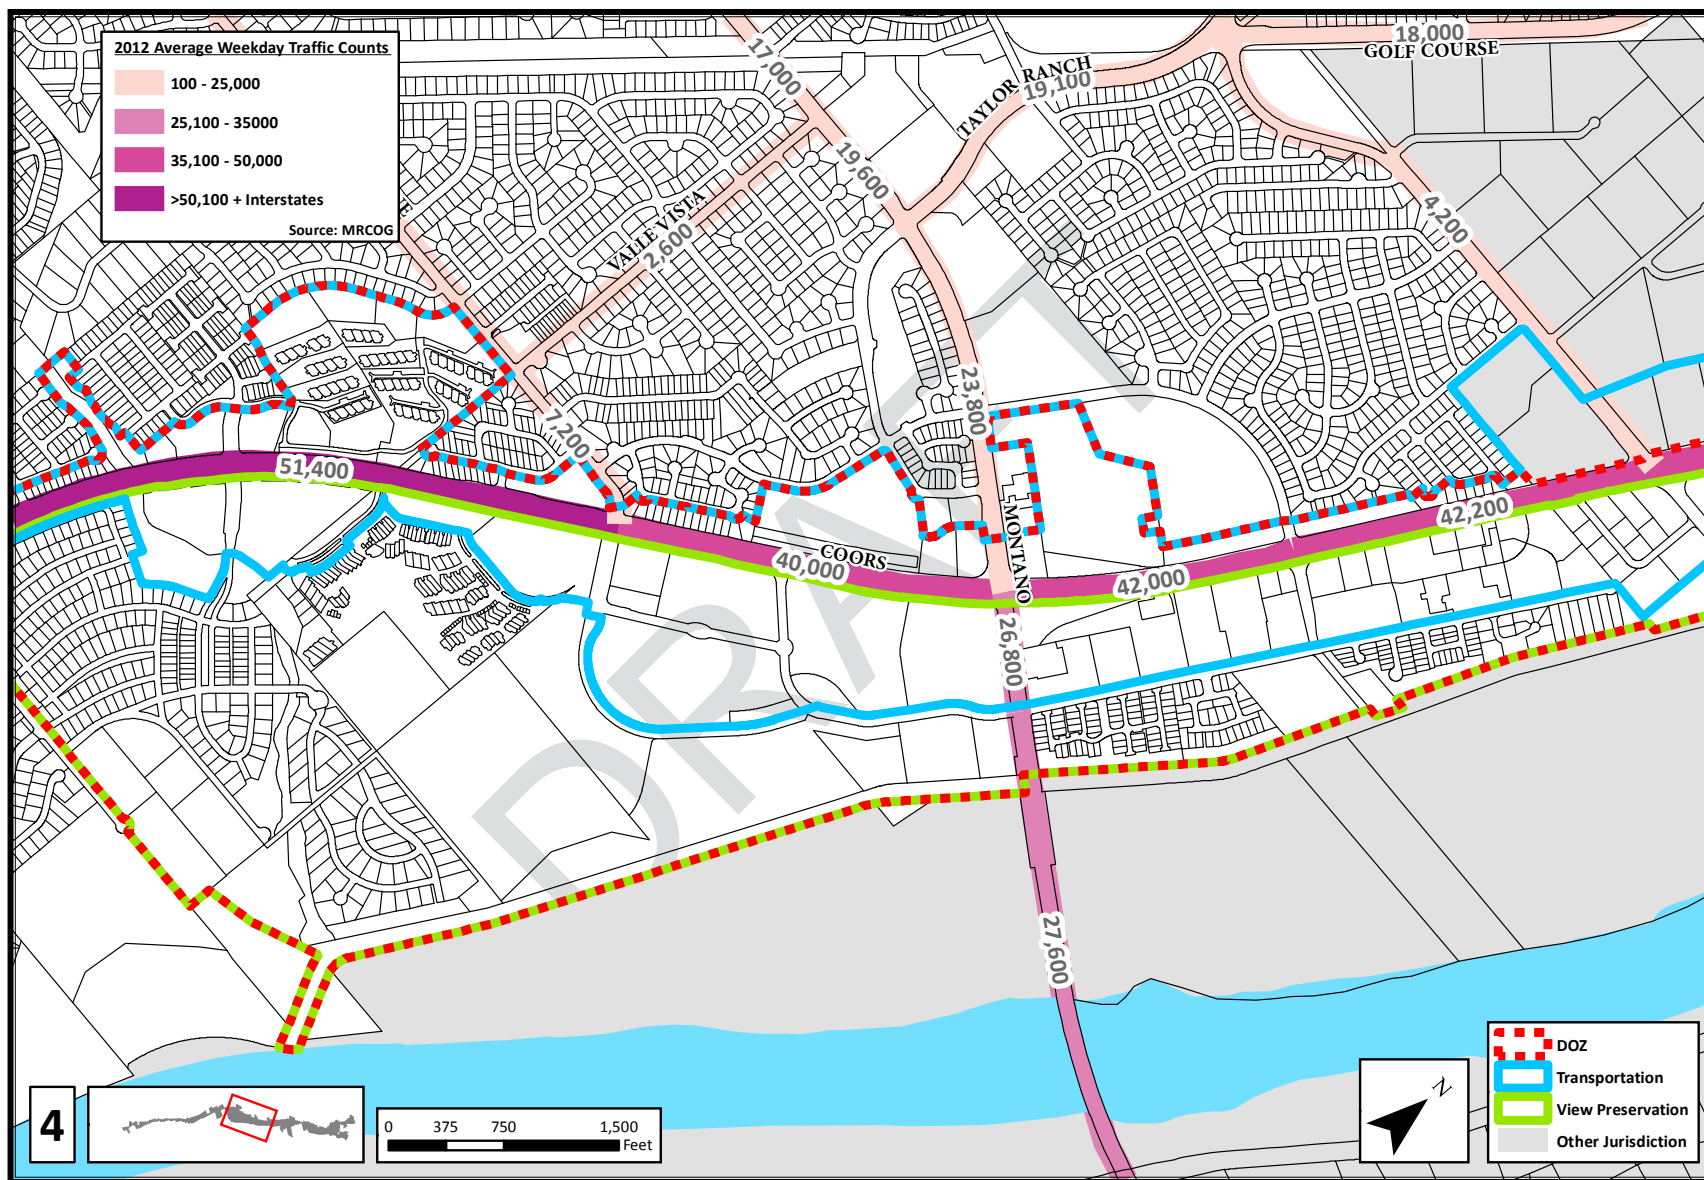 2012 Average Weekday Traffic Counts
100 - 25,000
25,100 - 35000
35,100 - 50,000
>50,100 + Interstates
Source: MRCOG
17,000
18,000
GOLF COURSE
TAYLOR RANCH
19,100
19,600
VALLE VISTA
2,600
4,200
23,800
7,200
51,400
MONTANO
COORS
40,000
42,000
42,200
26,800
27,600
DRAFT
4
0 375 750 1,500
Feet
N
DOZ
Transportation
View Preservation
Other Jurisdiction